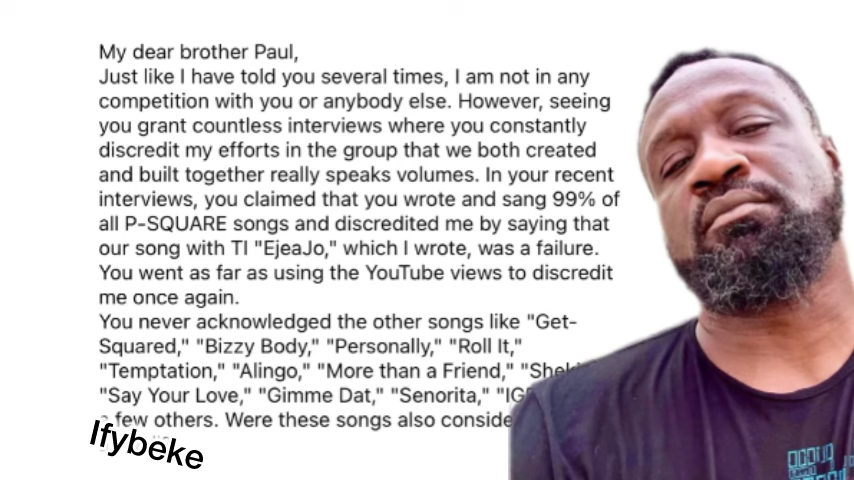 My dear brother Paul,
Just like I have told you several times, I am not in any
competition with you or anybody else. However, seeing
you grant countless interviews where you constantly
discredit my efforts in the group that we both created
and built together really speaks volumes. In your recent
interviews, you claimed that you wrote and sang 99% of
all P-SQUARE songs and discredited me by saying that
our song with TI "EjeaJo," which I wrote, was a failure.
You went as far as using the YouTube views to discredit
me once again.
You never acknowledged the other songs like "Get-
Squared," "Bizzy Body," "Personally," "Roll It,"
"Temptation," "Alingo," "More than a Friend,"
"Say Your Love," "Gimme Dat," "Senorita,"
a few others. Were these songs also
Ifybeke